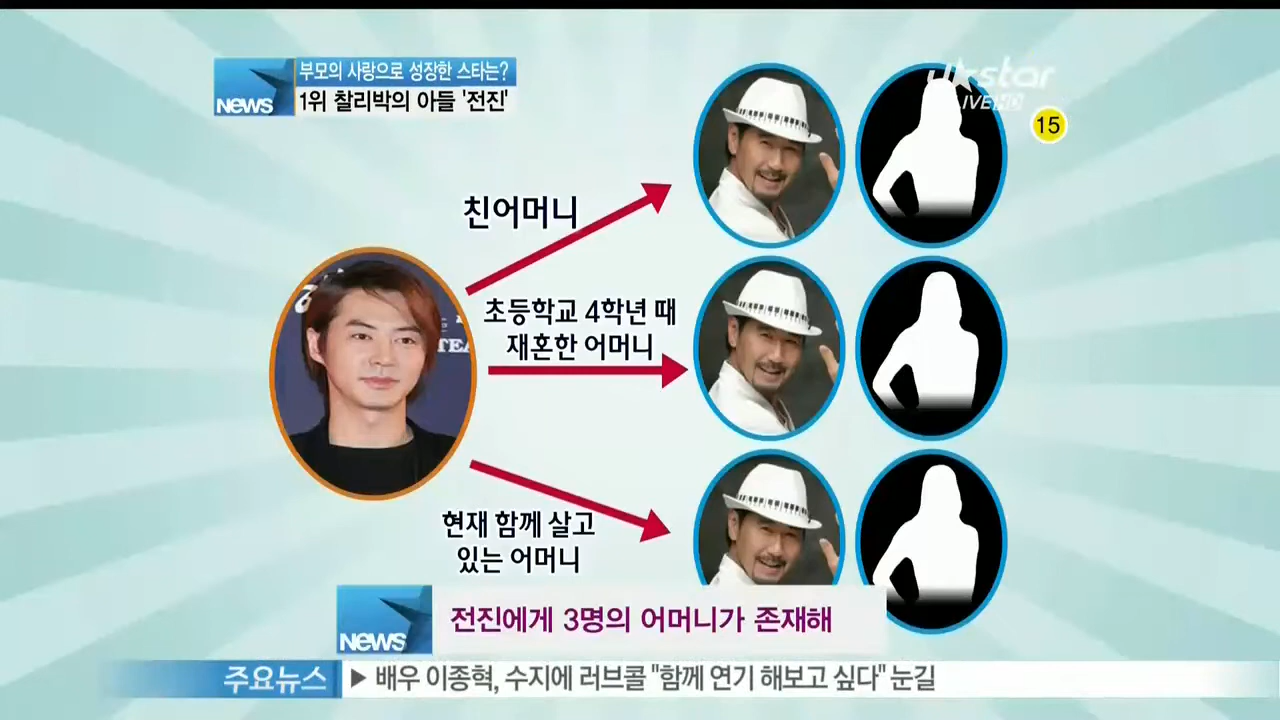 부모의 사랑으로 성장한 스타는?
NEWS
1위 찰리박의 아들 '전진'
star
LIVE
15
친어머니
초등학교 4학년 때
재혼한 어머니
TEA
현재 함께 살고
있는 어머니
NEWS
전진에게 3명의 어머니가 존재해
주요뉴스
▶ 배우 이종혁, 수지에 러브콜 "함께 연기 해보고 싶다" 눈길